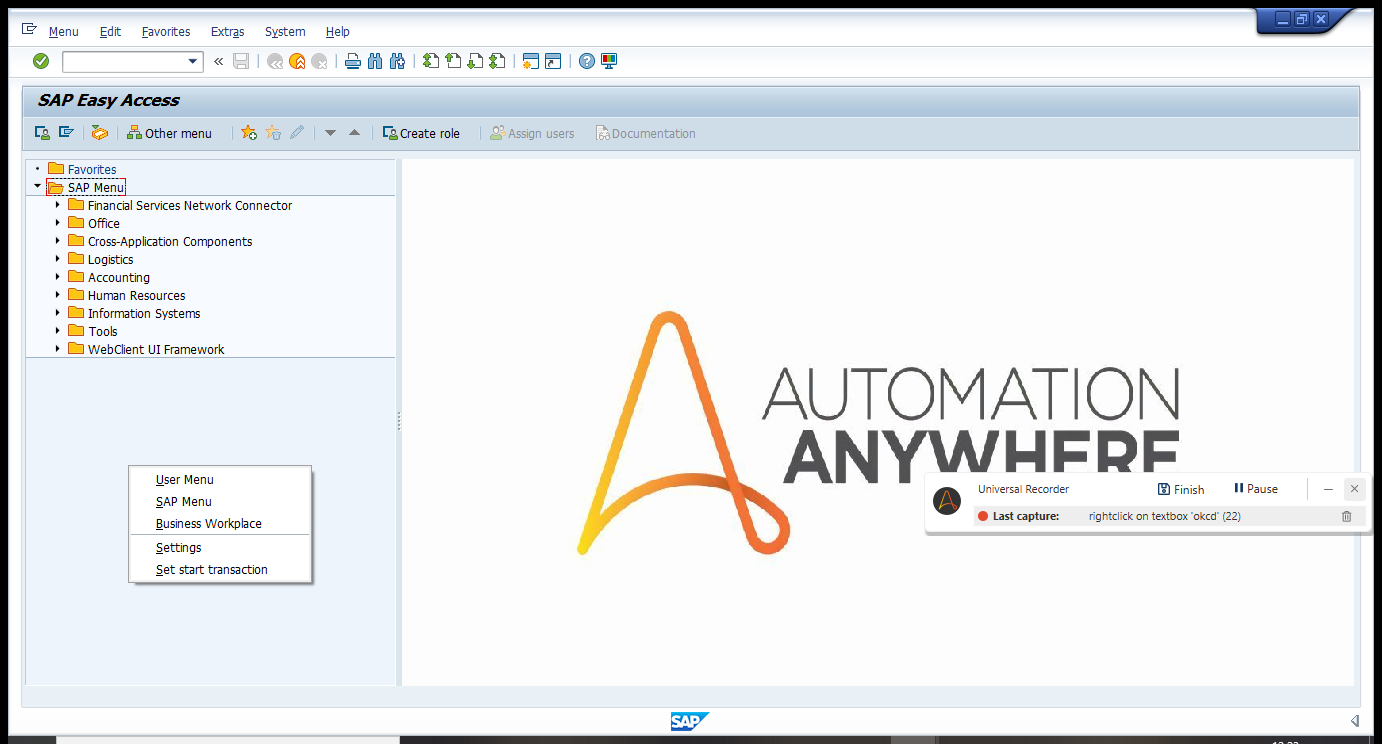 Menu Edit Favorites Extras System Help
SAP Easy Access
Other menu Create role Assign users Documentation
Favorites
SAP Menu
Financial Services Network Connector
Office
Cross-Application Components
Logistics
Accounting
Human Resources
Information Systems
Tools
WebClient UI Framework
User Menu
SAP Menu
Business Workplace
Settings
Set start transaction
AUTOMATION
ANYWHERE
Universal Recorder Finish Pause
Last capture: rightclick on textbox 'okcd' (22)
SAP